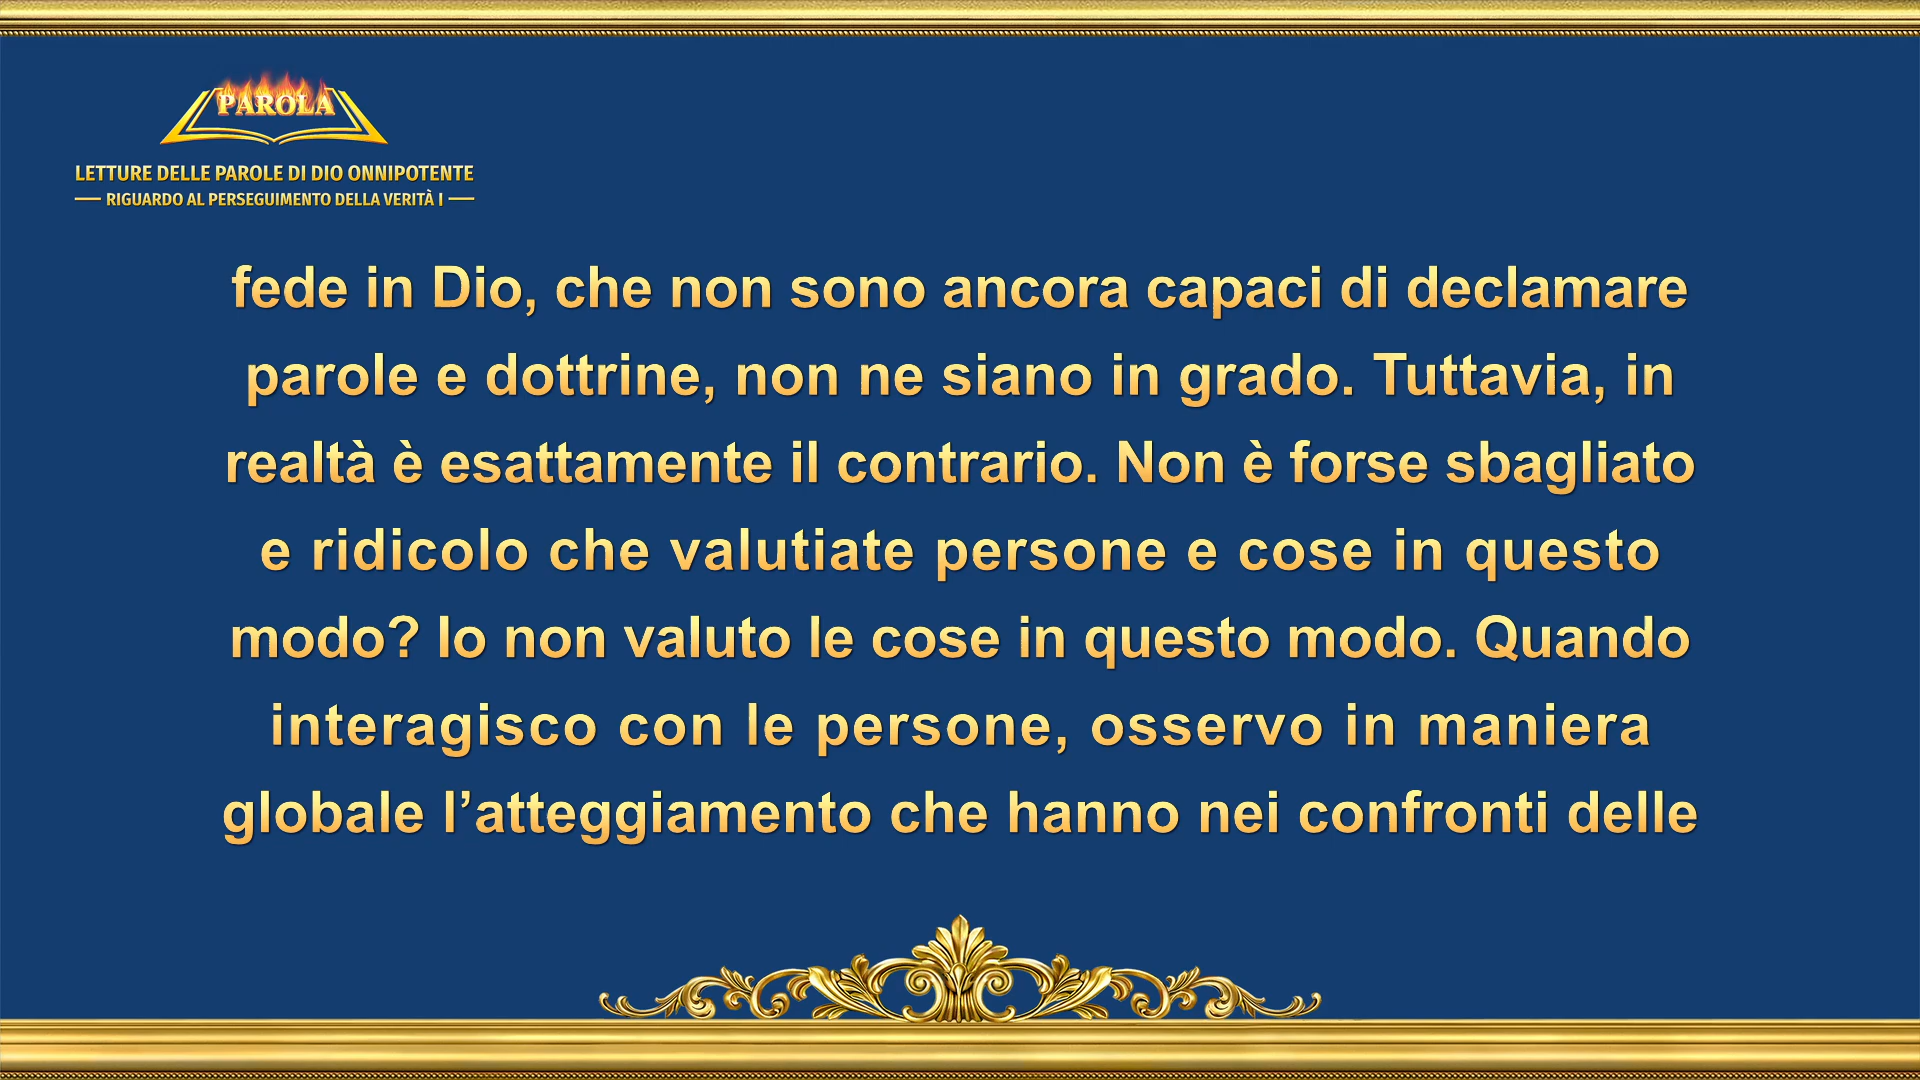 PAROLA
LETTURE DELLE PAROLE DI DIO ONNIPOTENTE
RIGUARDO AL PERSEGUIMENTO DELLA VERITÀ I
fede in Dio, che non sono ancora capaci di declamare
parole e dottrine, non ne siano in grado. Tuttavia, in
realtà è esattamente il contrario. Non è forse sbagliato
e ridicolo che valutiate persone e cose in questo
modo? Io non valuto le cose in questo modo. Quando
interagisco con le persone, osservo in maniera
globale l’atteggiamento che hanno nei confronti delle